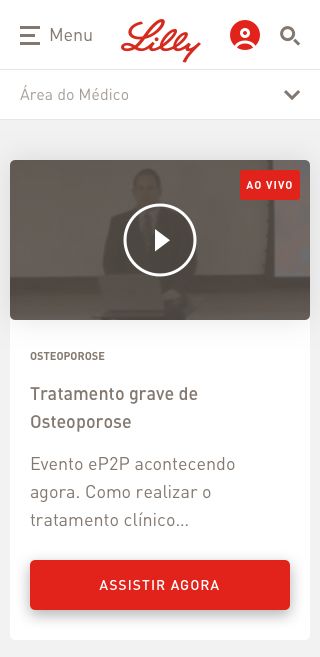 Menu
Lilly
Área do Médico
AO VIVO
OSTEOPOROSE
Tratamento grave de
Osteoporose
Evento eP2P acontecendo
agora. Como realizar o
tratamento clínico...
ASSISTIR AGORA